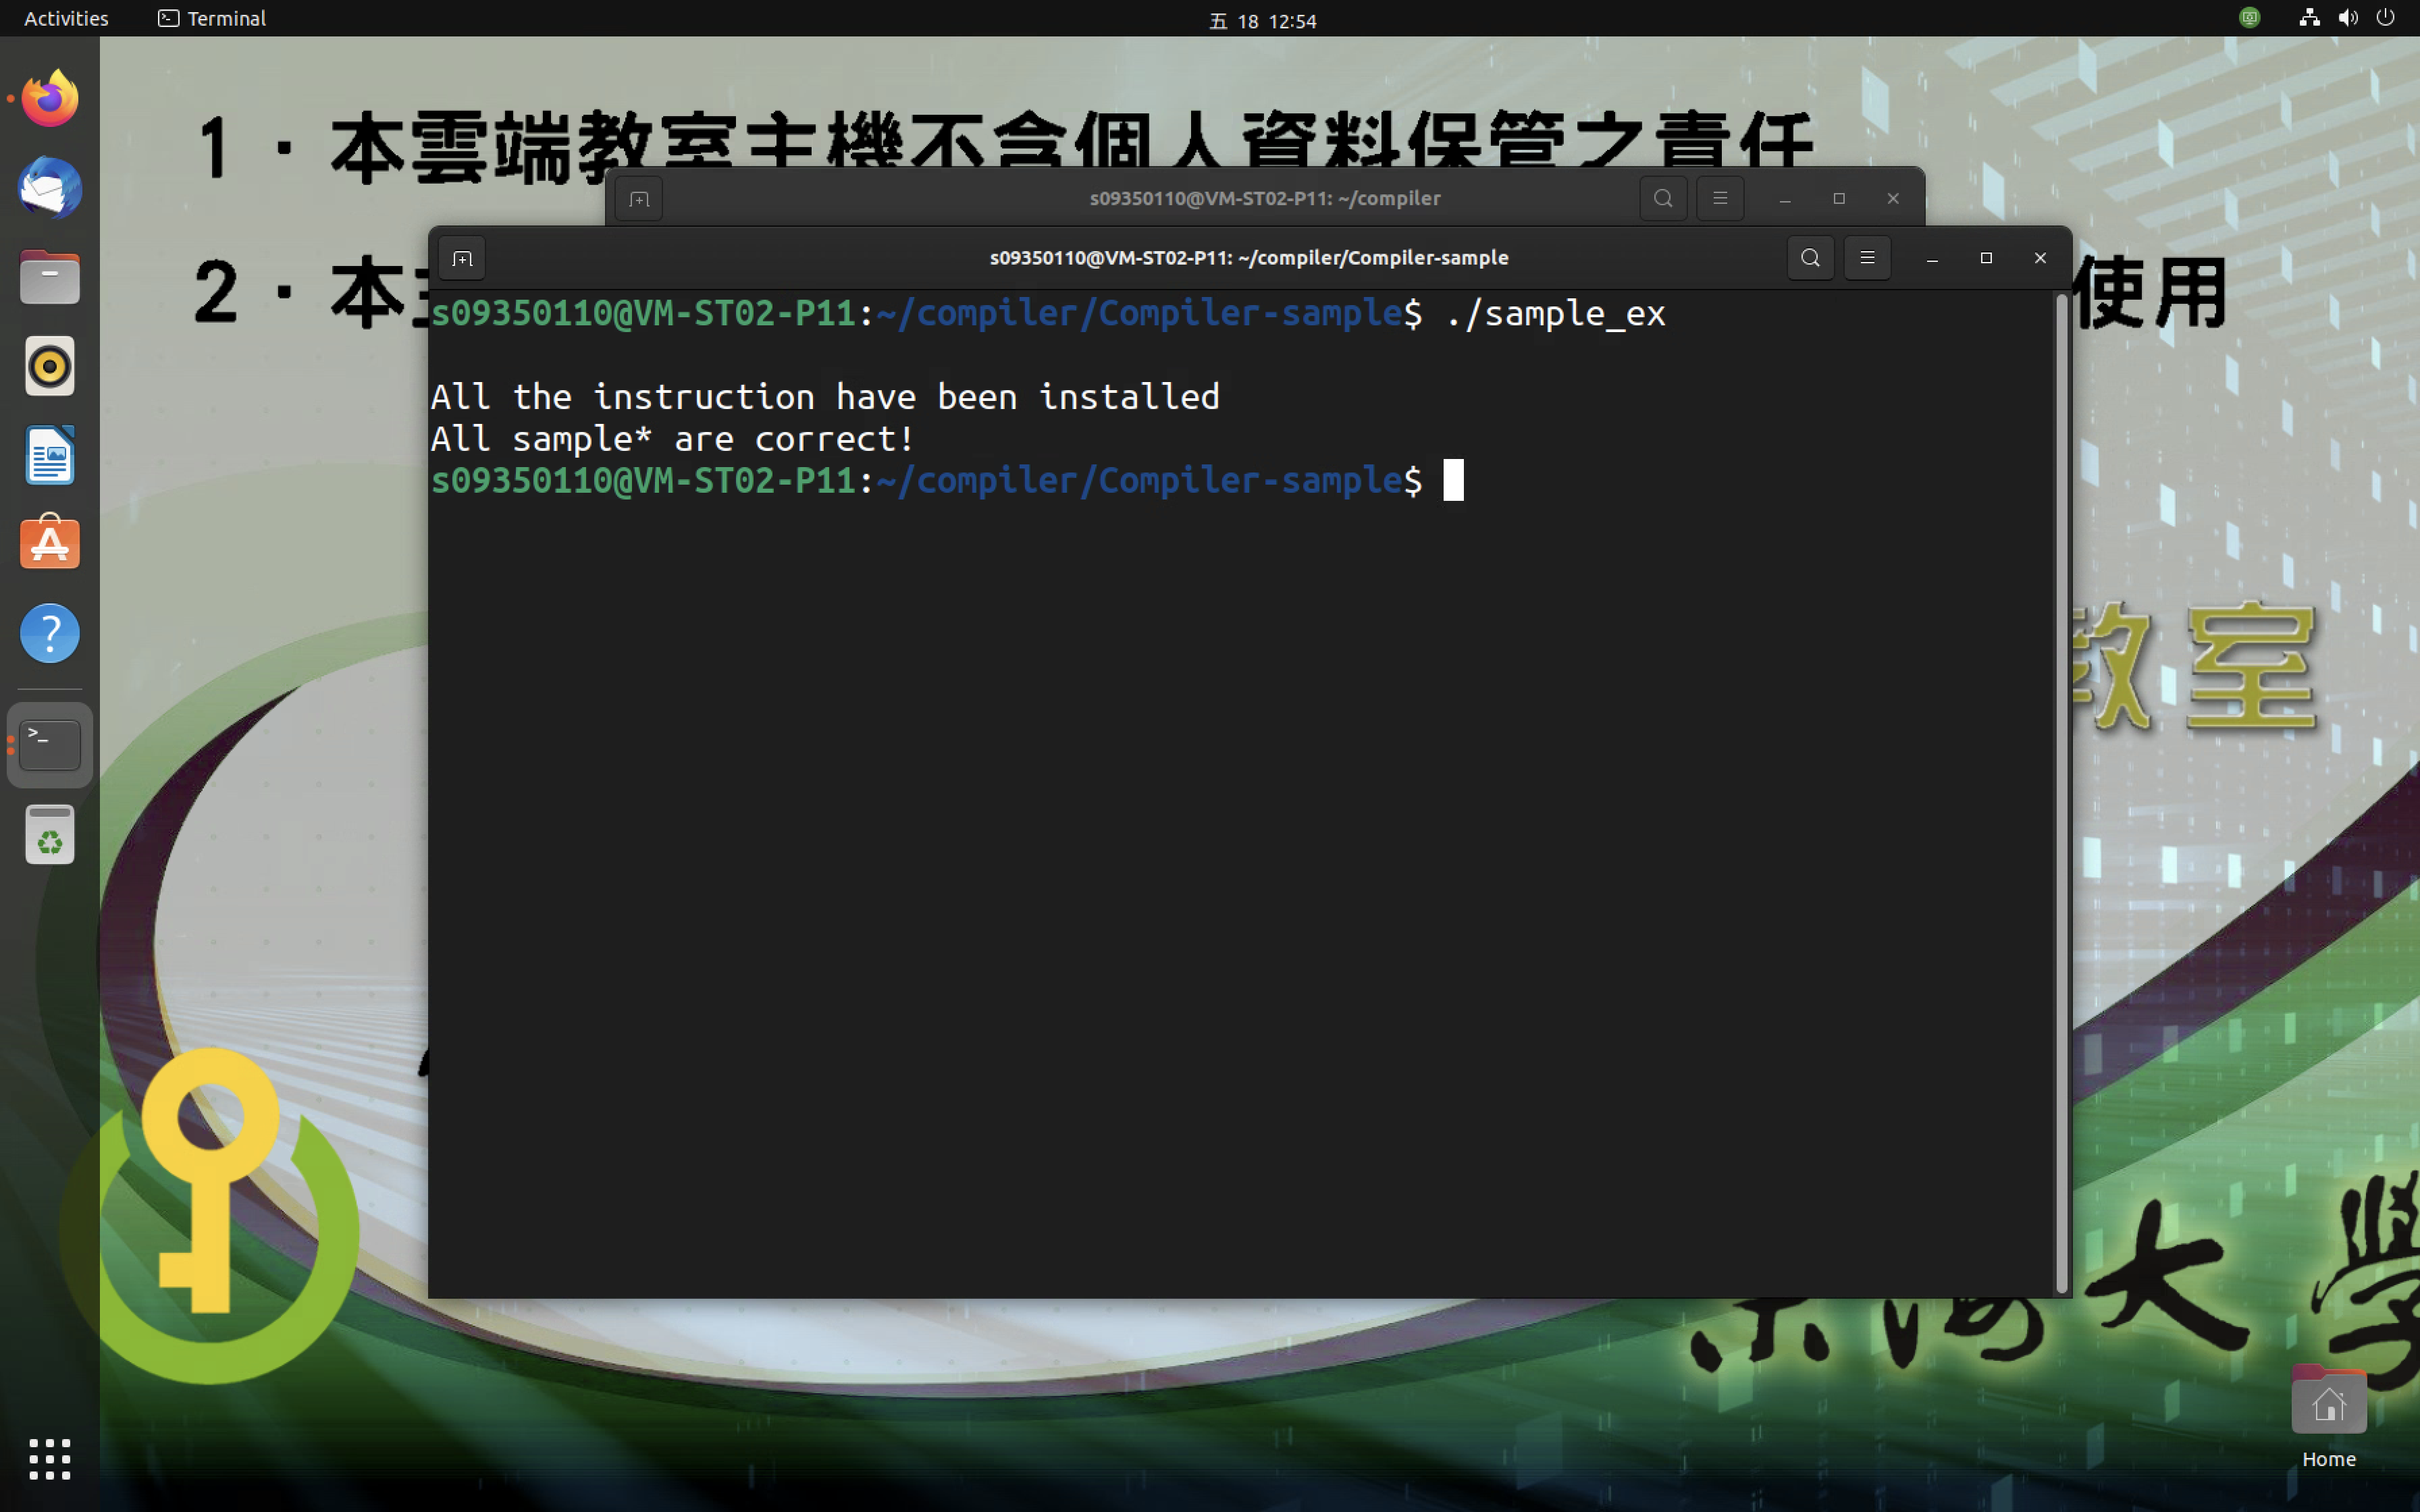 Activities
Terminal
五 18 12:54
1．本雲端教室主機不含個人資料保管之責任
s09350110@VM-ST02-P11: ~/compiler
2．本
使用
s09350110@VM-ST02-P11: ~/compiler/Compiler-sample
s09350110@VM-ST02-P11:~/compiler/Compiler-sample$ ./sample_ex
All the instruction have been installed
All sample* are correct!
s09350110@VM-ST02-P11:~/compiler/Compiler-sample$
教室
東海大學
Home